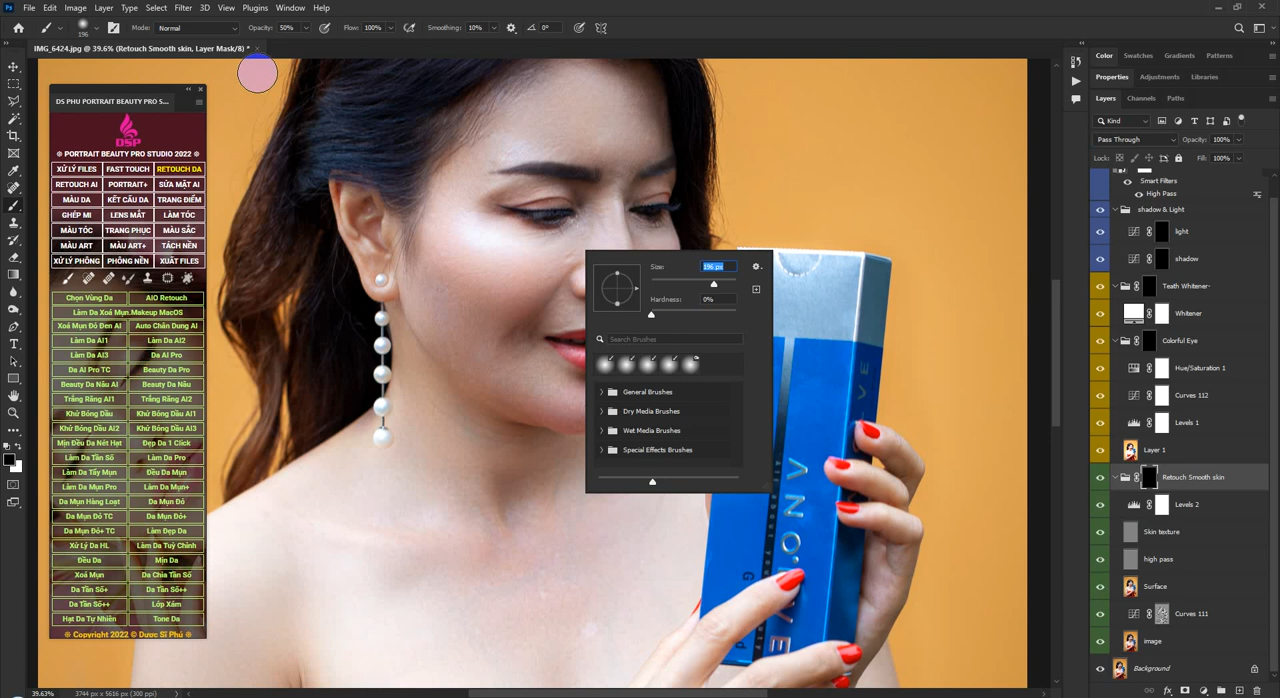 Ps File Edit Image Layer Type Select Filter 3D View Plugins Window Help
196 Mode: Normal Opacity: 50% Flow: 100% Smoothing: 10% 0°
IMG_6424.jpg @ 39.6% (Retouch Smooth skin, Layer Mask/8) *
DS PHU PORTRAIT BEAUTY PRO S...
DSP
❊ PORTRAIT BEAUTY PRO STUDIO 2022 ❊
XỬ LÝ FILES FAST TOUCH RETOUCH DA
RETOUCH AI PORTRAIT+ SỬA MẶT AI
MÀU DA KẾT CẤU DA TRANG ĐIỂM
GHÉP MI LENS MẮT LÀM TÓC
MÀU TÓC TRANG PHỤC MÀU SẮC
MÀU ART MÀU ART+ TÁCH NỀN
XỬ LÝ PHÔNG PHÔNG NỀN XUẤT FILES
Chọn Vùng Da AIO Retouch
Làm Da Xoá Mụn.Makeup MacOS
Xoá Mụn Đỏ Đen AI Auto Chân Dung AI
Làm Da AI1 Làm Da AI2
Làm Da AI3 Da AI Pro
Da AI Pro TC Beauty Da Pro
Beauty Da Nâu AI Beauty Da Nâu
Trắng Răng AI1 Trắng Răng AI2
Khử Bóng Dầu Khử Bóng Dầu AI1
Khử Bóng Dầu AI2 Khử Bóng Dầu AI3
Mịn Đều Da Nét Hạt Đẹp Da 1 Click
Làm Da Tần Số Làm Da Pro
Làm Da Tẩy Mụn Đều Da Mụn
Làm Da Mụn Pro Làm Da Mụn+
Da Mụn Hàng Loạt Da Mụn Đỏ
Da Mụn Đỏ TC Da Mụn Đỏ+
Da Mụn Đỏ+ TC Làm Đẹp Da
Xử Lý Da HL Làm Da Tuỳ Chỉnh
Đều Da Mịn Da
Xoá Mụn Da Chia Tần Số
Da Tần Số+ Da Tần Số++
Da Tần Số++ Lớp Xám
Hạt Da Tự Nhiên Tone Da
❊ Copyright 2022 © Dược Sĩ Phú ❊
Size: 196 px
Hardness: 0%
Search Brushes
General Brushes
Dry Media Brushes
Wet Media Brushes
Special Effects Brushes
Color Swatches Gradients Patterns
Properties Adjustments Libraries
Layers Channels Paths
Kind
Pass Through Opacity: 100%
Lock: Fill: 100%
Smart Filters
High Pass
shadow & Light
light
shadow
Teath Whitener-
Whitener
Colorful Eye
Hue/Saturation 1
Curves 112
Levels 1
Layer 1
Retouch Smooth skin
Levels 2
Skin texture
high pass
Surface
Curves 111
image
Background
39.63% 3744 px x 5616 px (300 ppi)